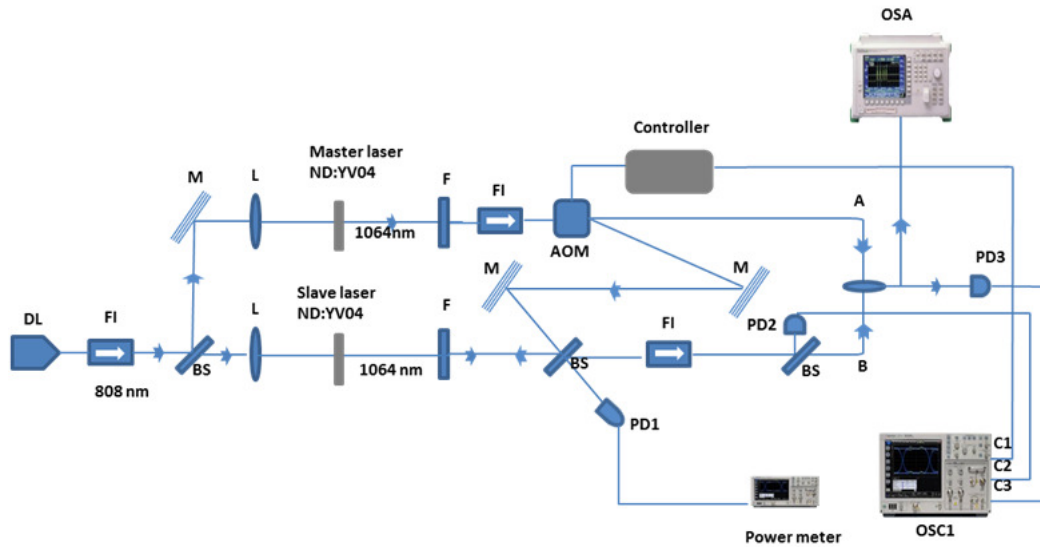 OSA
Controller
Master laser
ND:YV04
M
L
F
FI
A
1064nm
AOM
PD3
M
M
Slave laser
ND:YV04
L
F
FI
PD2
DL
FI
BS
1064 nm
BS
BS
B
808 nm
PD1
C1
C2
C3
OSC1
Power meter